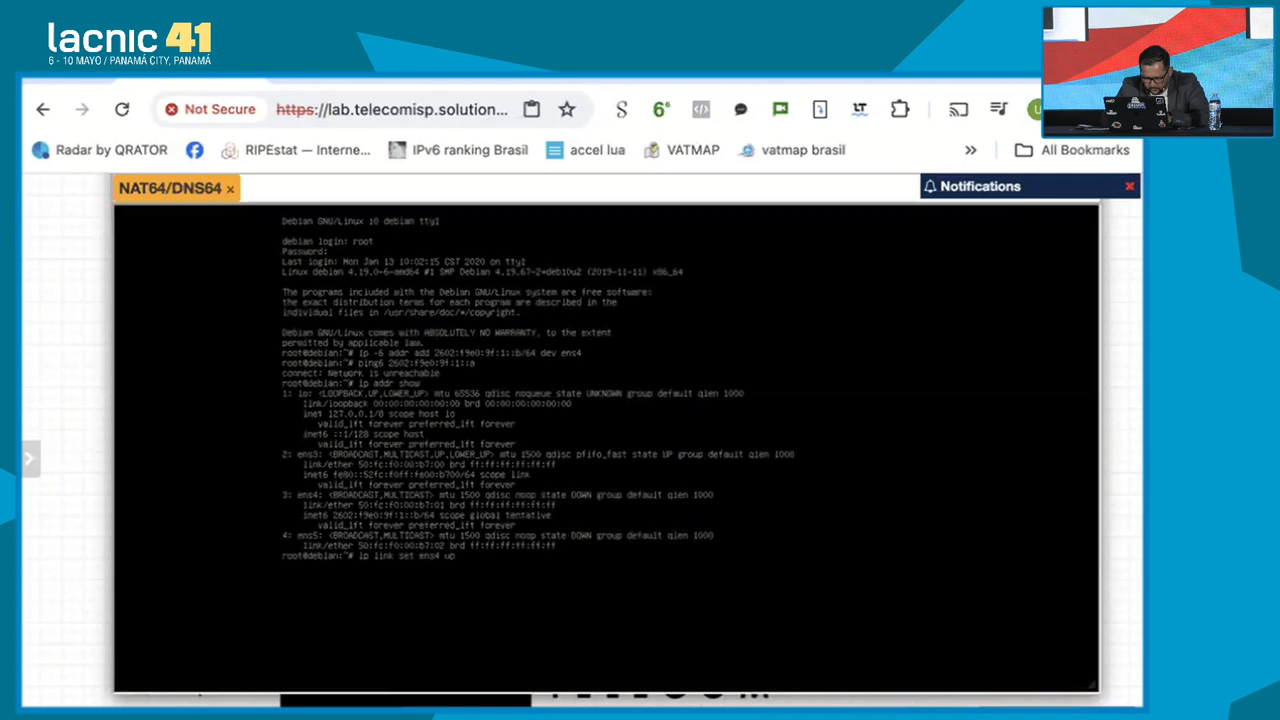 lacnic 41
6 - 10 MAYO / PANAMÁ CITY, PANAMÁ
Not Secure https://lab.telecomisp.solution...
Radar by QRATOR RIPEstat — Interne... IPv6 ranking Brasil accel lua VATMAP vatmap brasil » All Bookmarks
NAT64/DNS64 ×
Notifications
Debian GNU/Linux 10 debian tty1
debian login: root
Password:
Last login: Mon Jan 13 10:02:15 CST 2020 on tty1
Linux debian 4.19.0-6-amd64 #1 SMP Debian 4.19.67-2+deb10u2 (2019-11-11) x86_64
The programs included with the Debian GNU/Linux system are free software;
the exact distribution terms for each program are described in the
individual files in /usr/share/doc/*/copyright.
Debian GNU/Linux comes with ABSOLUTELY NO WARRANTY, to the extent
permitted by applicable law.
root@debian:~# ip -6 addr add 2602:f9e0:9f:1::b/64 dev ens4
root@debian:~# ping6 2602:f9e0:9f:1::a
connect: Network is unreachable
root@debian:~# ip addr show
1: lo: <LOOPBACK,UP,LOWER_UP> mtu 65536 qdisc noqueue state UNKNOWN group default qlen 1000
link/loopback 00:00:00:00:00:00 brd 00:00:00:00:00:00
inet 127.0.0.1/8 scope host lo
valid_lft forever preferred_lft forever
inet6 ::1/128 scope host
valid_lft forever preferred_lft forever
2: ens3: <BROADCAST,MULTICAST,UP,LOWER_UP> mtu 1500 qdisc pfifo_fast state UP group default qlen 1000
link/ether 50:fc:f0:00:b7:00 brd ff:ff:ff:ff:ff:ff
inet6 fe80::52fc:f0ff:fe00:b700/64 scope link
valid_lft forever preferred_lft forever
3: ens4: <BROADCAST,MULTICAST> mtu 1500 qdisc noop state DOWN group default qlen 1000
link/ether 50:fc:f0:00:b7:01 brd ff:ff:ff:ff:ff:ff
inet6 2602:f9e0:9f:1::b/64 scope global tentative
valid_lft forever preferred_lft forever
4: ens5: <BROADCAST,MULTICAST> mtu 1500 qdisc noop state DOWN group default qlen 1000
link/ether 50:fc:f0:00:b7:02 brd ff:ff:ff:ff:ff:ff
root@debian:~# ip link set ens4 up